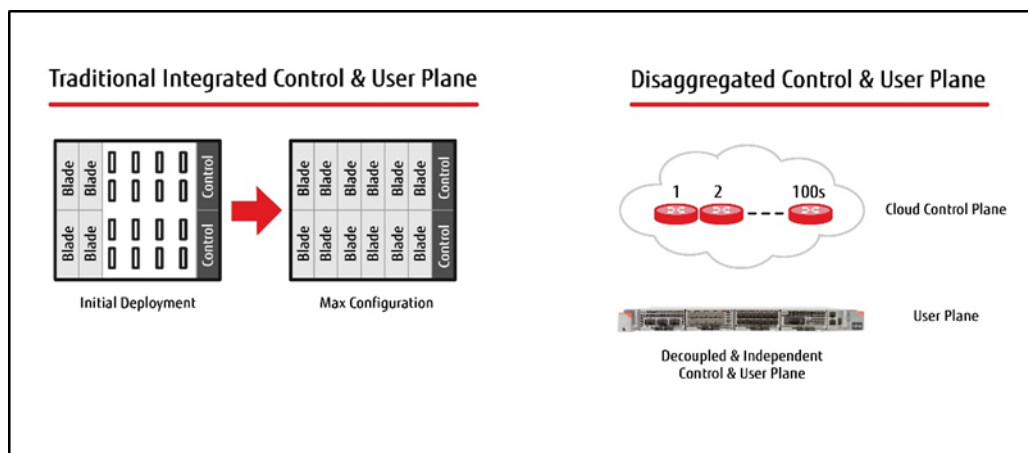 Traditional Integrated Control & User Plane
Blade Blade Control
Blade Blade Control
Initial Deployment
Blade Blade Blade Blade Blade Blade Control
Blade Blade Blade Blade Blade Blade Control
Max Configuration
Disaggregated Control & User Plane
1 2 100s
Cloud Control Plane
User Plane
Decoupled & Independent
Control & User Plane